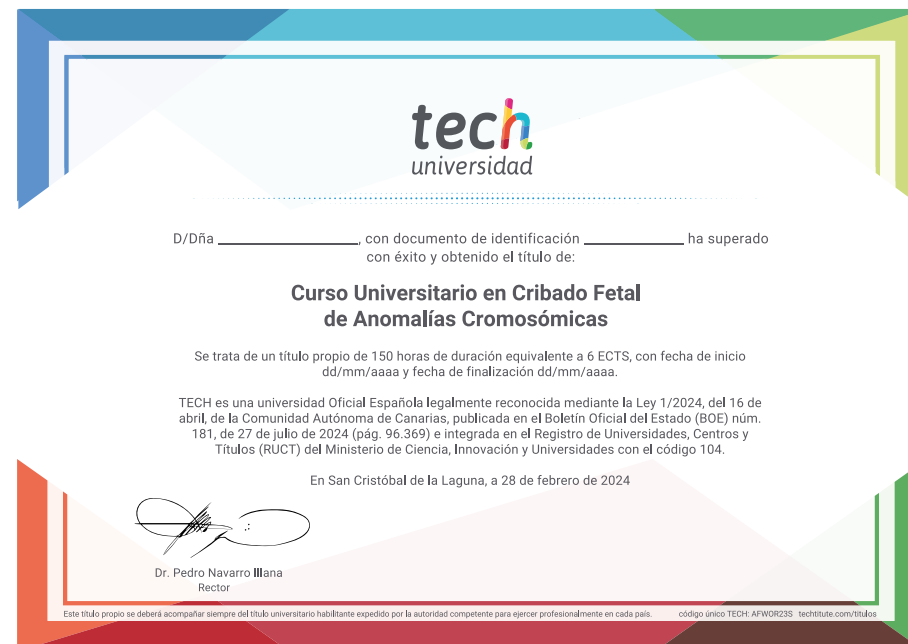 tech
universidad
D/Dña ______________, con documento de identificación __________ ha superado
con éxito y obtenido el título de:
Curso Universitario en Cribado Fetal
de Anomalías Cromosómicas
Se trata de un título propio de 150 horas de duración equivalente a 6 ECTS, con fecha de inicio
dd/mm/aaaa y fecha de finalización dd/mm/aaaa.
TECH es una universidad Oficial Española legalmente reconocida mediante la Ley 1/2024, del 16 de
abril, de la Comunidad Autónoma de Canarias, publicada en el Boletín Oficial del Estado (BOE) núm.
181, de 27 de julio de 2024 (pág. 96.369) e integrada en el Registro de Universidades, Centros y
Títulos (RUCT) del Ministerio de Ciencia, Innovación y Universidades con el código 104.
En San Cristóbal de la Laguna, a 28 de febrero de 2024
Dr. Pedro Navarro Illana
Rector
Este título propio se deberá acompañar siempre del título universitario habilitante expedido por la autoridad competente para ejercer profesionalmente en cada país. código único TECH: AFWOR23S techtitute.com/titulos